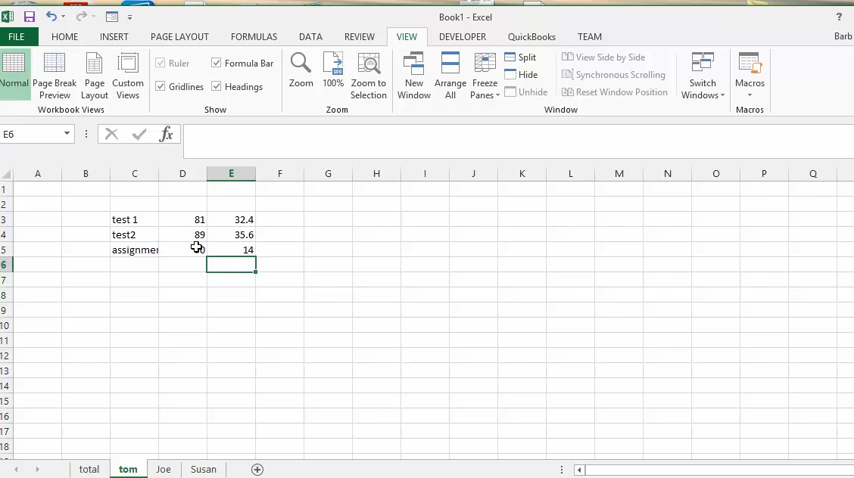 Book1 - Excel ?
FILE HOME INSERT PAGE LAYOUT FORMULAS DATA REVIEW VIEW DEVELOPER QuickBooks TEAM Barb
Normal Page Break Preview Page Layout Custom Views
Workbook Views
Ruler Formula Bar
Gridlines Headings
Show
Zoom 100% Zoom to Selection
Zoom
New Window Arrange All Freeze Panes
Split
Hide
Unhide
View Side by Side
Synchronous Scrolling
Reset Window Position
Window
Switch Windows
Macros
Macros
E6 fx
A B C D E F G H I J K L M N O P Q
1
2
3 test 1 81 32.4
4 test2 89 35.6
5 assignmen 14
6
7
8
9
10
11
12
13
14
15
16
17
18
total tom Joe Susan